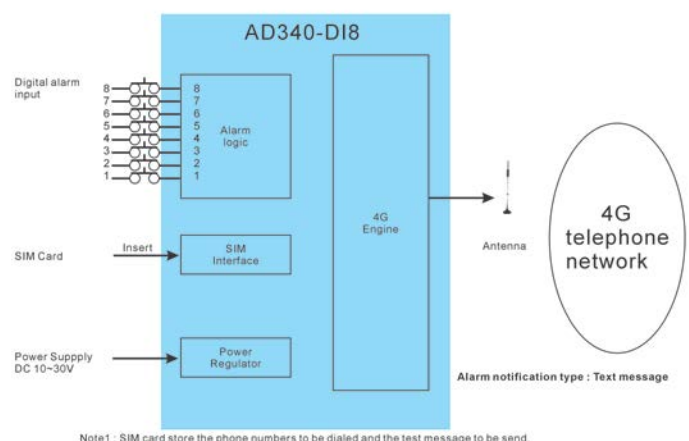 AD340-DI8
Digital alarm
input
8 8
7 7
6 6
5 5
4 4
3 3
2 2
1 1
Alarm
logic
4G
Engine
Antenna
4G
telephone
network
SIM Card
Insert
SIM
Interface
Power Suppply
DC 10~30V
Power
Regulator
Alarm notification type : Text message
Note1 : SIM card store the phone numbers to be dialed and the test message to be send.